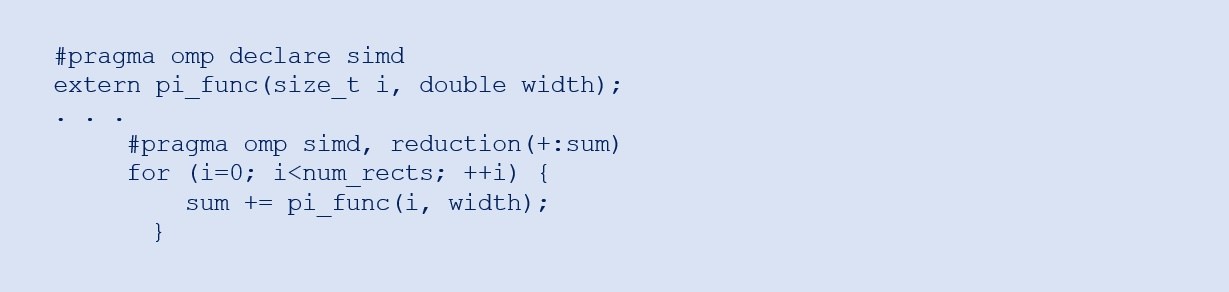 #pragma omp declare simd
extern pi_func(size_t i, double width);
. . .
#pragma omp simd, reduction(+:sum)
for (i=0; i<num_rects; ++i) {
sum += pi_func(i, width);
}